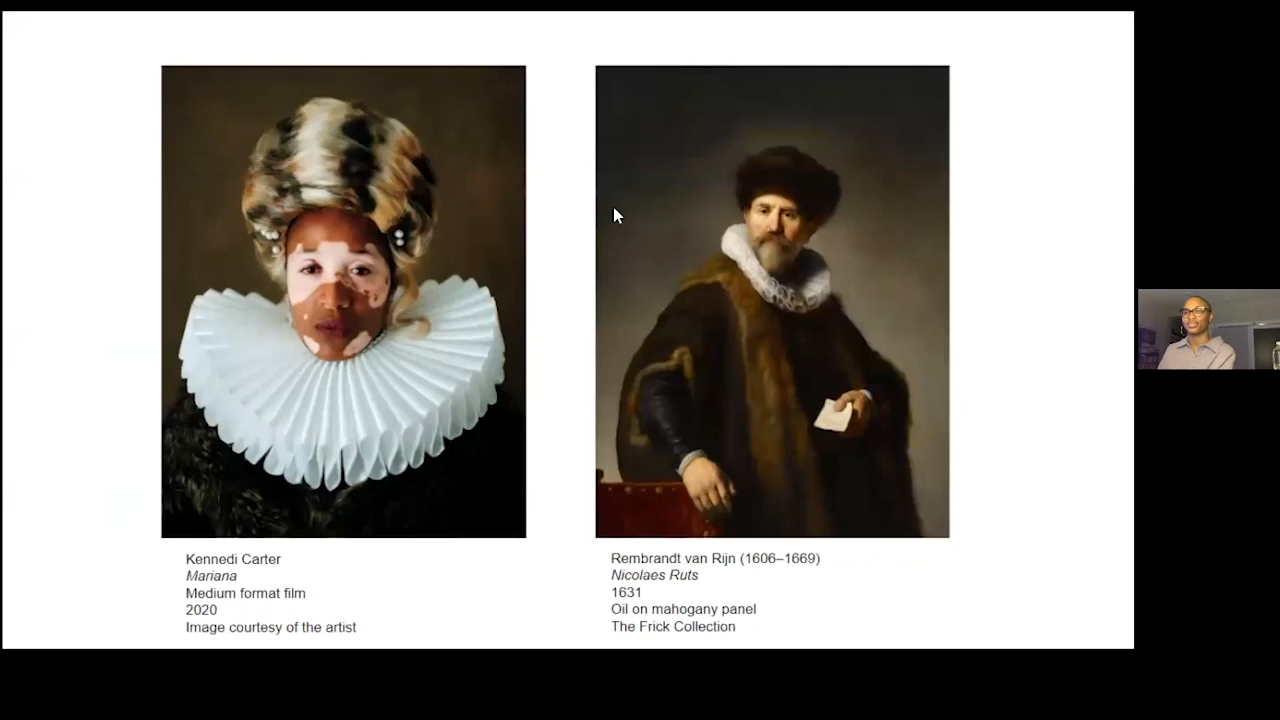 Kennedi Carter
Mariana
Medium format film
2020
Image courtesy of the artist
Rembrandt van Rijn (1606–1669)
Nicolaes Ruts
1631
Oil on mahogany panel
The Frick Collection